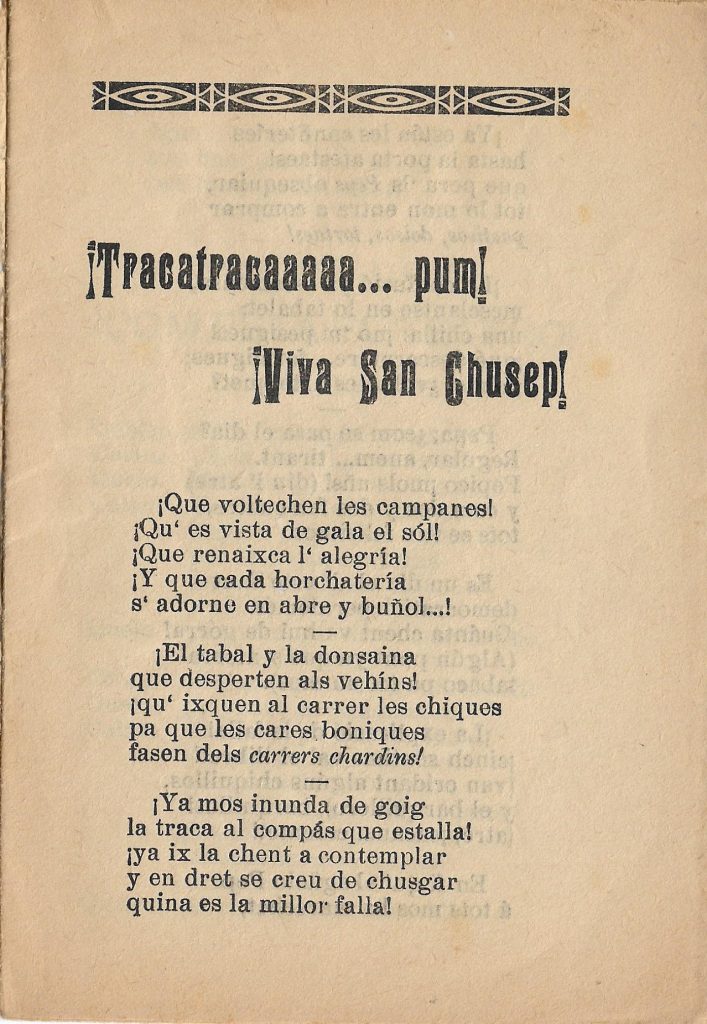 ¡Tracatracaaaaa... pum!
¡Viva San Chusep!
¡Que voltechen les campanes!
¡Qu‘ es vista de gala el sól!
¡Que renaixca l‘ alegría!
¡Y que cada horchatería
s‘ adorne en abre y buñol...!
¡El tabal y la donsaina
que desperten als vehíns!
¡qu‘ ixquen al carrer les chiques
pa que les cares boniques
fasen dels carrers chardins!
¡Ya mos inunda de goig
la traca al compás que estalla!
¡ya ix la chent a contemplar
y en dret se creu de chusgar
quina es la millor falla!